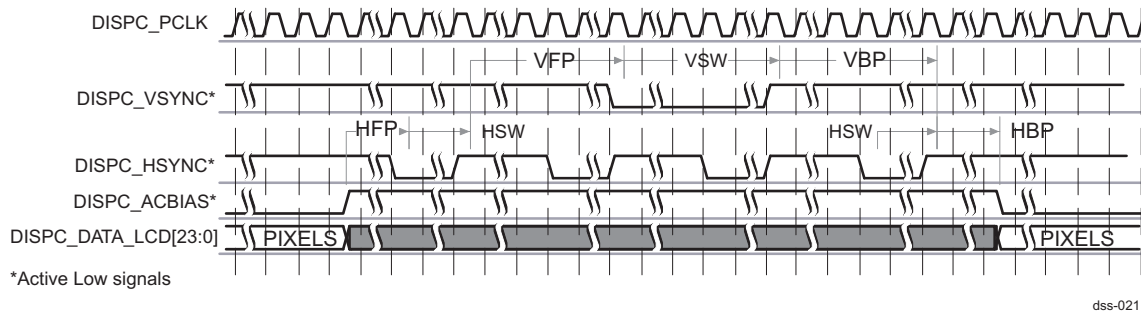 DISPC_PCLK
VFP VSW VBP
DISPC_VSYNC*
HFP HSW HSW HBP
DISPC_HSYNC*
DISPC_ACBIAS*
DISPC_DATA_LCD[23:0] PIXELS PIXELS
*Active Low signals
dss-021